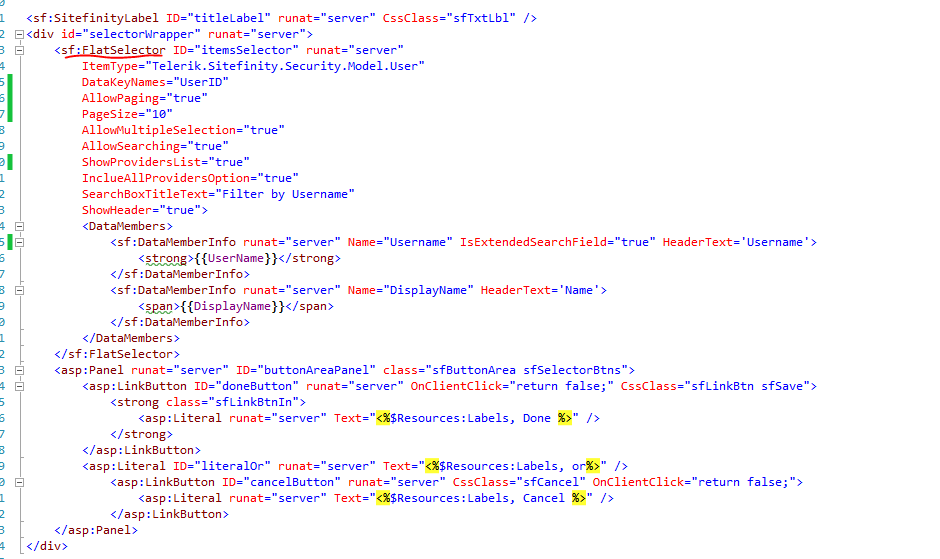 0
1 <sf:SitefinityLabel ID="titleLabel" runat="server" CssClass="sfTxtLbl" />
2 <div id="selectorWrapper" runat="server">
3 <sf:FlatSelector ID="itemsSelector" runat="server"
4 ItemType="Telerik.Sitefinity.Security.Model.User"
5 DataKeyNames="UserID"
6 AllowPaging="true"
7 PageSize="10"
8 AllowMultipleSelection="true"
9 AllowSearching="true"
0 ShowProvidersList="true"
1 InclueAllProvidersOption="true"
2 SearchBoxTitleText="Filter by Username"
3 ShowHeader="true">
4 <DataMembers>
5 <sf:DataMemberInfo runat="server" Name="Username" IsExtendedSearchField="true" HeaderText='Username'>
6 <strong>{{UserName}}</strong>
7 </sf:DataMemberInfo>
8 <sf:DataMemberInfo runat="server" Name="DisplayName" HeaderText='Name'>
9 <span>{{DisplayName}}</span>
0 </sf:DataMemberInfo>
1 </DataMembers>
2 </sf:FlatSelector>
3 <asp:Panel runat="server" ID="buttonAreaPanel" class="sfButtonArea sfSelectorBtns">
4 <asp:LinkButton ID="doneButton" runat="server" OnClientClick="return false;" CssClass="sfLinkBtn sfSave">
5 <strong class="sfLinkBtnIn">
6 <asp:Literal runat="server" Text="<%$Resources:Labels, Done %>" />
7 </strong>
8 </asp:LinkButton>
9 <asp:Literal ID="literalOr" runat="server" Text="<%$Resources:Labels, or%>" />
0 <asp:LinkButton ID="cancelButton" runat="server" CssClass="sfCancel" OnClientClick="return false;">
1 <asp:Literal runat="server" Text="<%$Resources:Labels, Cancel %>" />
2 </asp:LinkButton>
3 </asp:Panel>
4 </div>